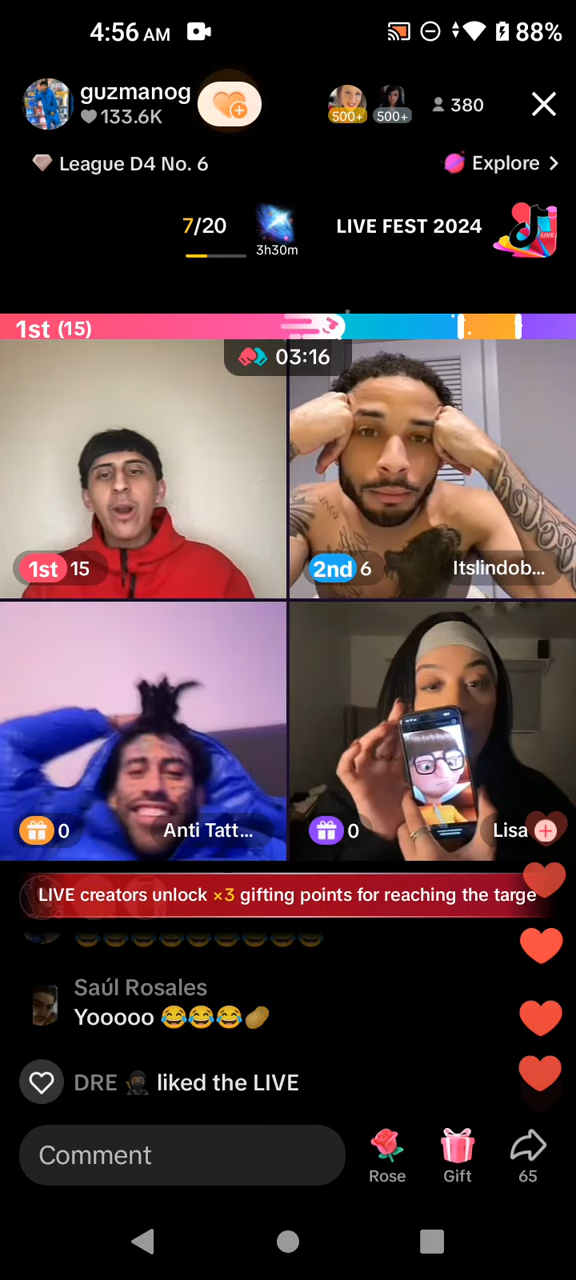 4:56 AM
88%
guzmanog
133.6K
500+
500+
380
League D4 No. 6
Explore
7/20
3h30m
LIVE FEST 2024
LIVE
1st (15)
03:16
1st 15
2nd 6
Itslindob...
0
Anti Tatt...
0
Lisa
LIVE creators unlock ×3 gifting points for reaching the targe
😂😂😂😂😂😂😂😂😂
Saúl Rosales
Yooooo 😂😂😂🥔
DRE 🥷 liked the LIVE
Comment
Rose
Gift
65